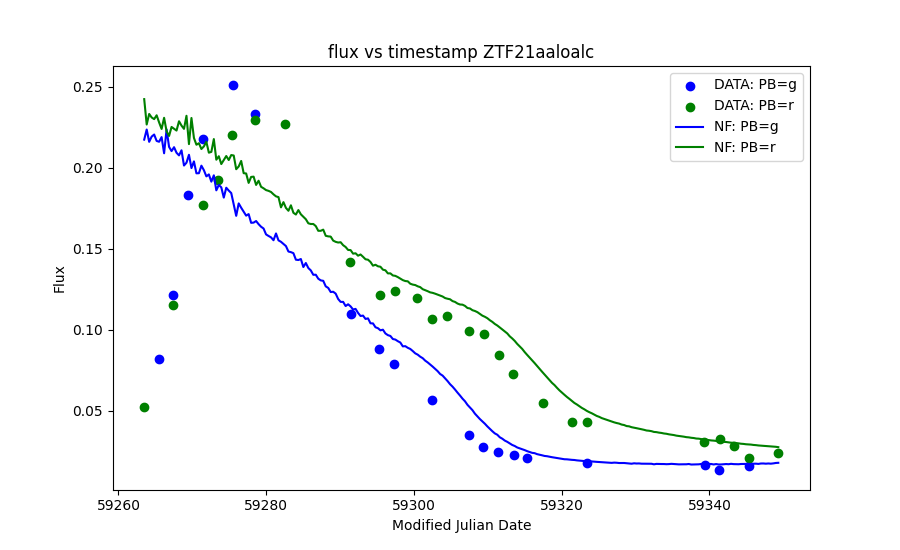 flux vs timestamp ZTF21aaloalc
DATA: PB=g
DATA: PB=r
NF: PB=g
NF: PB=r
0.25
0.20
0.15
0.10
0.05
Flux
59260
59280
59300
59320
59340
Modified Julian Date